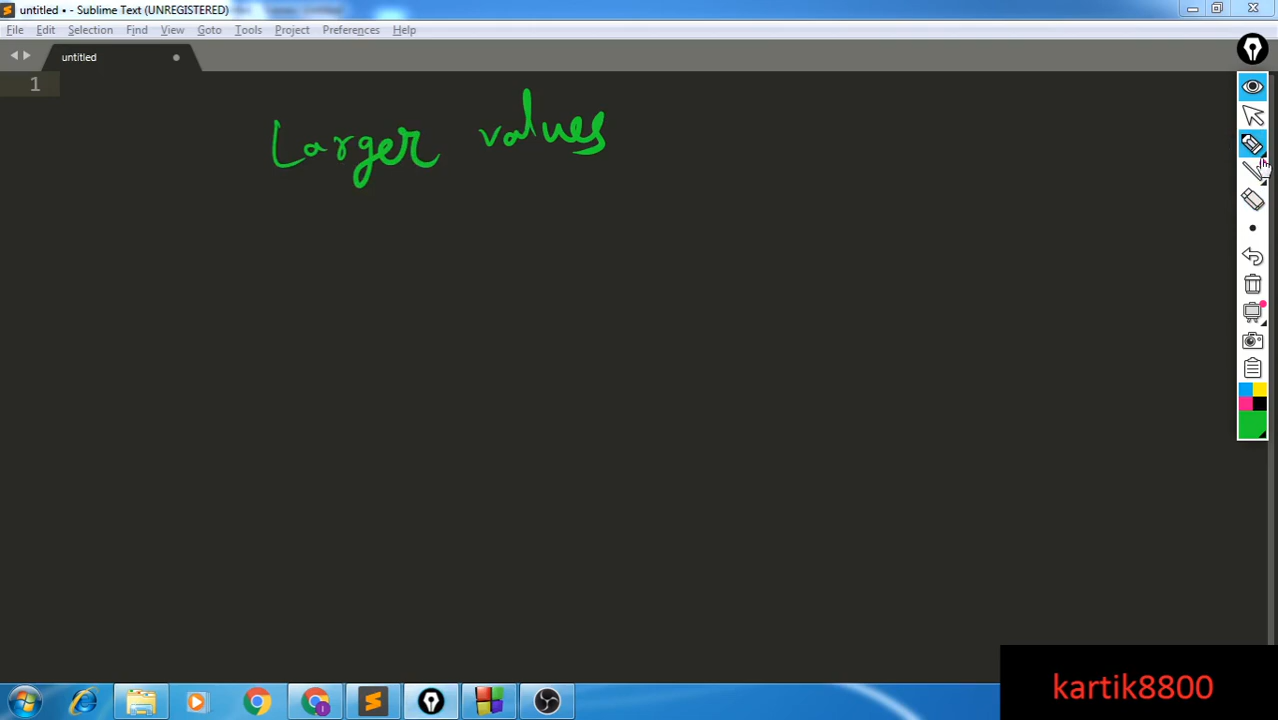 untitled • - Sublime Text (UNREGISTERED)
File Edit Selection Find View Goto Tools Project Preferences Help
untitled
1
Larger values
kartik8800